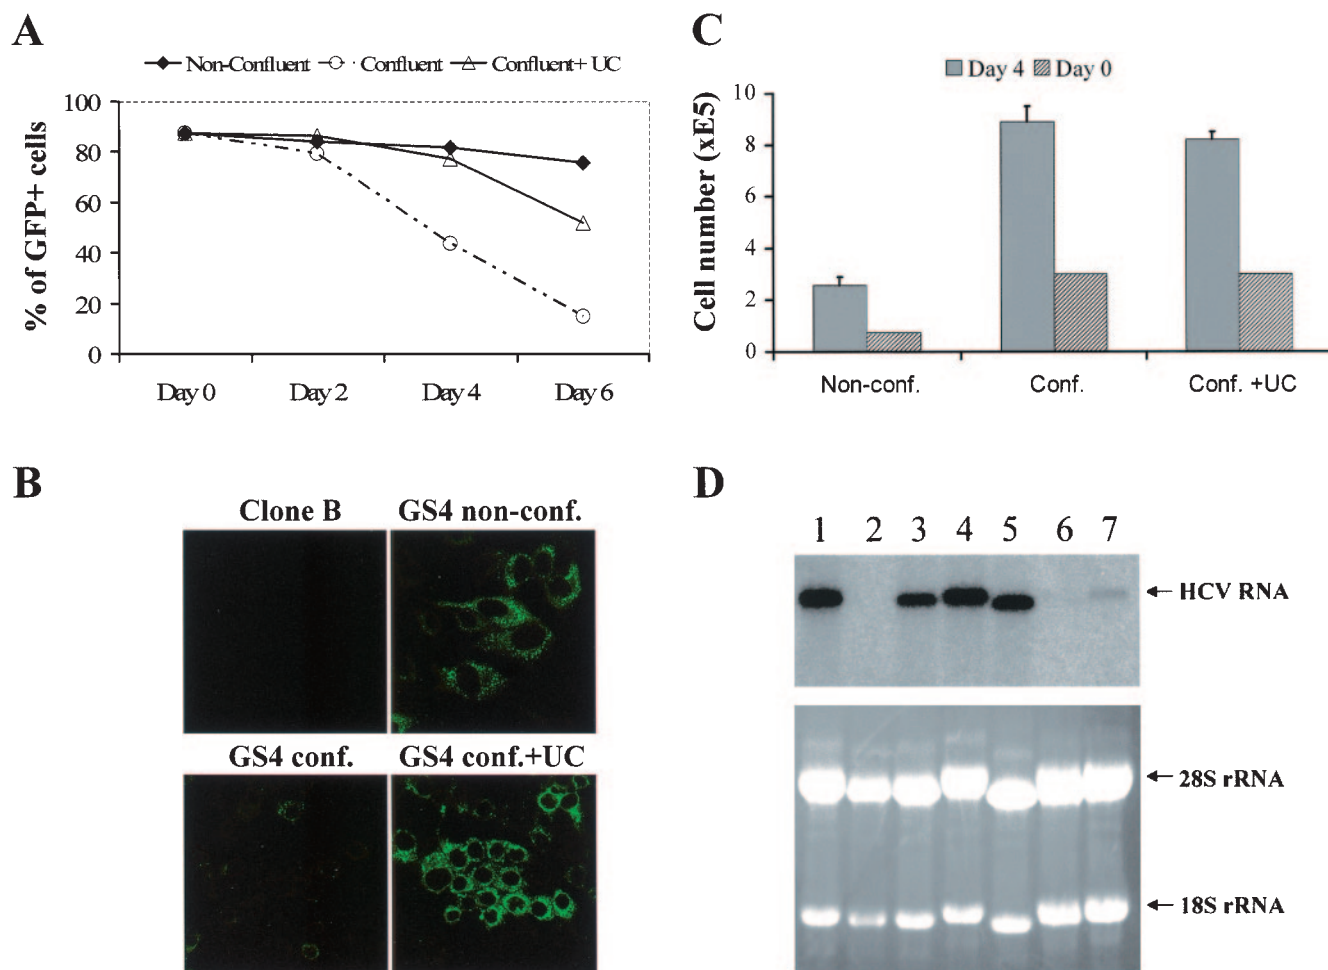 A
Non-Confluent
Confluent
Confluent+ UC
% of GFP+ cells
100
80
60
40
20
0
Day 0
Day 2
Day 4
Day 6
C
Day 4
Day 0
Cell number (xE5)
10
8
6
4
2
0
Non-conf.
Conf.
Conf. +UC
B
Clone B
GS4 non-conf.
GS4 conf.
GS4 conf.+UC
D
1 2 3 4 5 6 7
HCV RNA
28S rRNA
18S rRNA